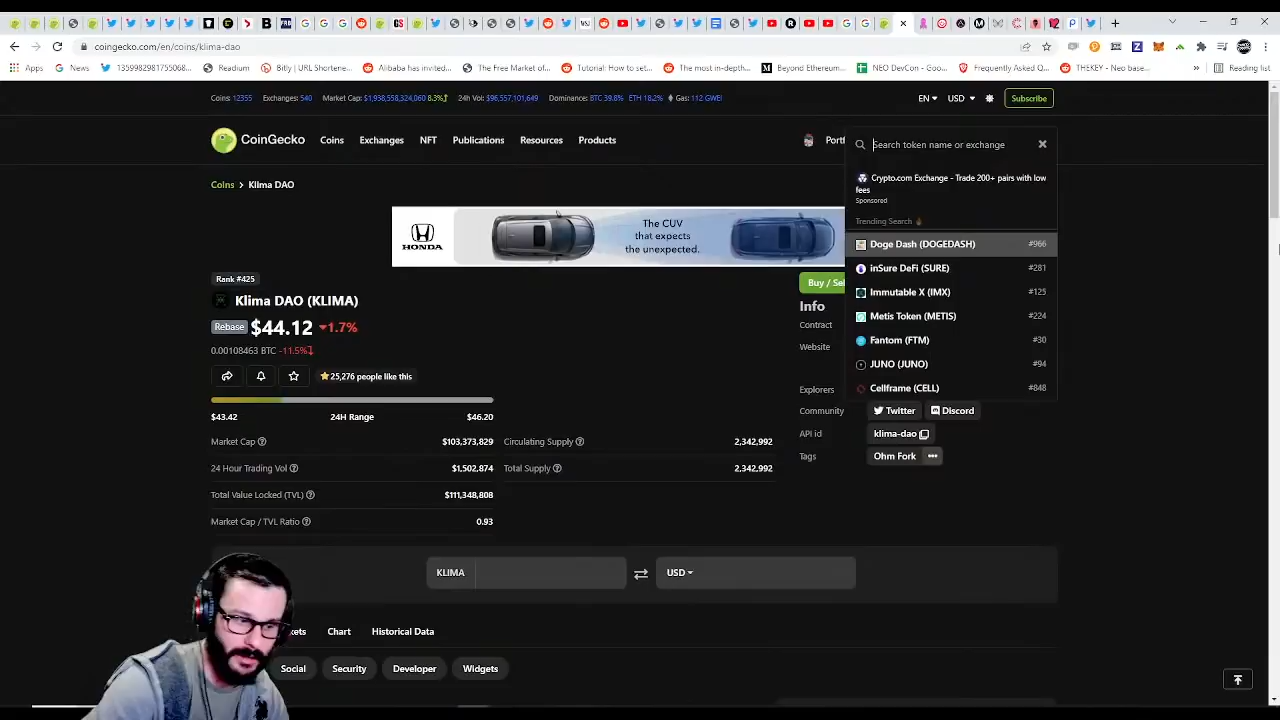 coingecko.com/en/coins/klima-dao
Apps
News
1359982981755068...
Readium
Bitly | URL Shortene...
Alibaba has invited...
The Free Market of...
Tutorial: How to set...
The most in-depth...
Beyond Ethereum...
NEO DevCon - Goo...
Frequently Asked Q...
THEKEY - Neo base...
»
Reading list
Coins: 12355 Exchanges: 540 Market Cap: $1,938,558,324,060 8.3% 24h Vol: $96,557,101,649 Dominance: BTC 39.8% ETH 18.2% Gas: 112 GWEI
EN USD Subscribe
CoinGecko Coins Exchanges NFT Publications Resources Products
Portf
Search token name or exchange
Crypto.com Exchange - Trade 200+ pairs with low
fees
Sponsored
Trending Search
Doge Dash (DOGEDASH) #966
inSure DeFi (SURE) #281
Immutable X (IMX) #125
Metis Token (METIS) #224
Fantom (FTM) #30
JUNO (JUNO) #94
Cellframe (CELL) #848
Coins > Klima DAO
HONDA
The CUV
that expects
the unexpected.
Rank #425
Klima DAO (KLIMA)
Rebase $44.12 1.7%
0.00108463 BTC -11.5%
25,276 people like this
$43.42 24H Range $46.20
Market Cap $103,373,829
Circulating Supply 2,342,992
24 Hour Trading Vol $1,502,874
Total Supply 2,342,992
Total Value Locked (TVL) $111,348,808
Market Cap / TVL Ratio 0.93
Buy / Sel
Info
Contract
Website
Explorers
Community Twitter Discord
API id klima-dao
Tags Ohm Fork
KLIMA
USD
kets Chart Historical Data
Social Security Developer Widgets